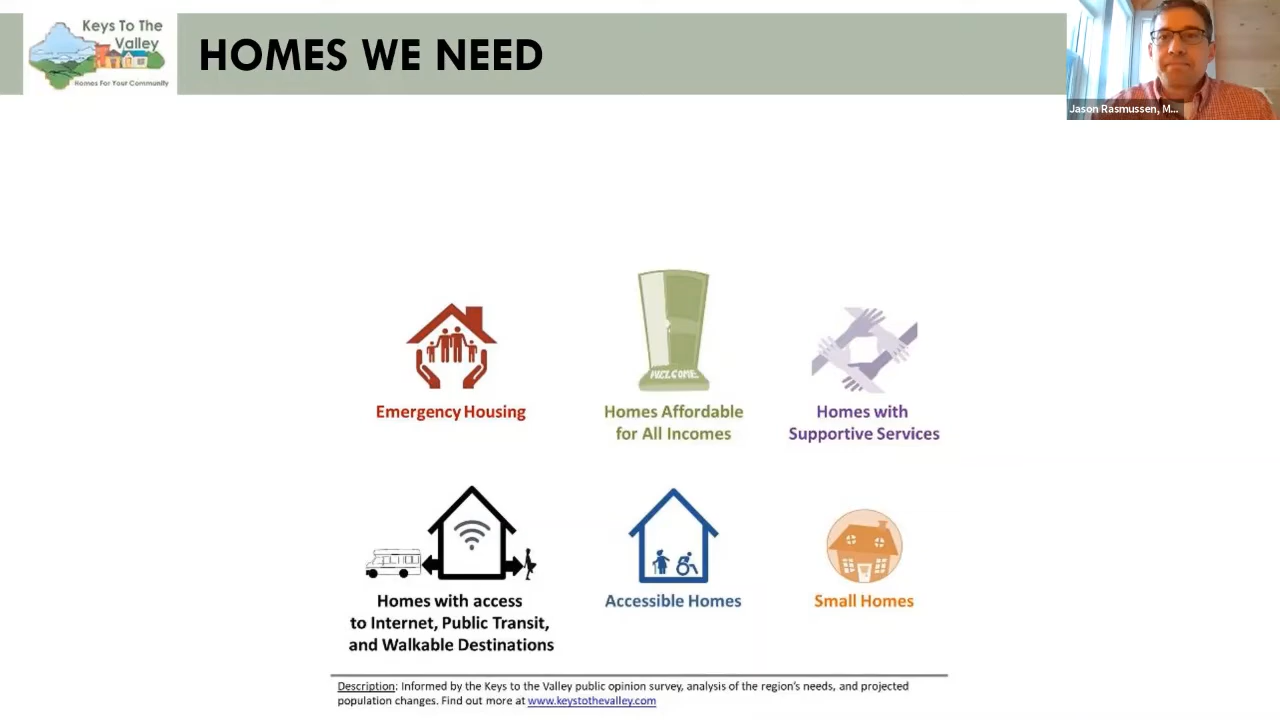 Keys To The
Valley
Homes For Your Community
HOMES WE NEED
Jason Rasmussen, M...
WELCOME
Emergency Housing
Homes Affordable
for All Incomes
Homes with
Supportive Services
Homes with access
to Internet, Public Transit,
and Walkable Destinations
Accessible Homes
Small Homes
Description: Informed by the Keys to the Valley public opinion survey, analysis of the region's needs, and projected
population changes. Find out more at www.keystothevalley.com